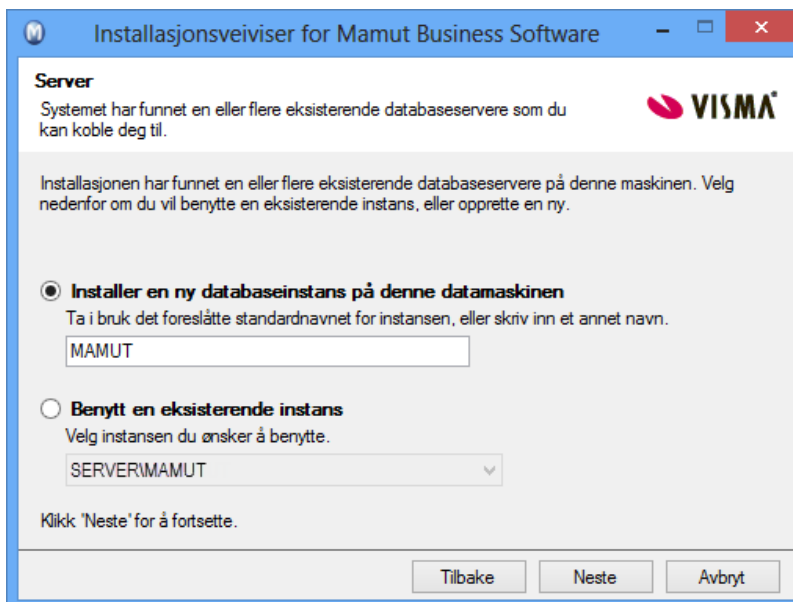 Installasjonsveiviser for Mamut Business Software
Server
Systemet har funnet en eller flere eksisterende databaseservere som du
kan koble deg til.
VISMA
Installasjonen har funnet en eller flere eksisterende databaseservere på denne maskinen. Velg
nedenfor om du vil benytte en eksisterende instans, eller opprette en ny.
Installer en ny databaseinstans på denne datamaskinen
Ta i bruk det foreslåtte standardnavnet for instansen, eller skriv inn et annet navn.
MAMUT
Benytt en eksisterende instans
Velg instansen du ønsker å benytte.
SERVER\MAMUT
Klikk 'Neste' for å fortsette.
Tilbake Neste Avbryt